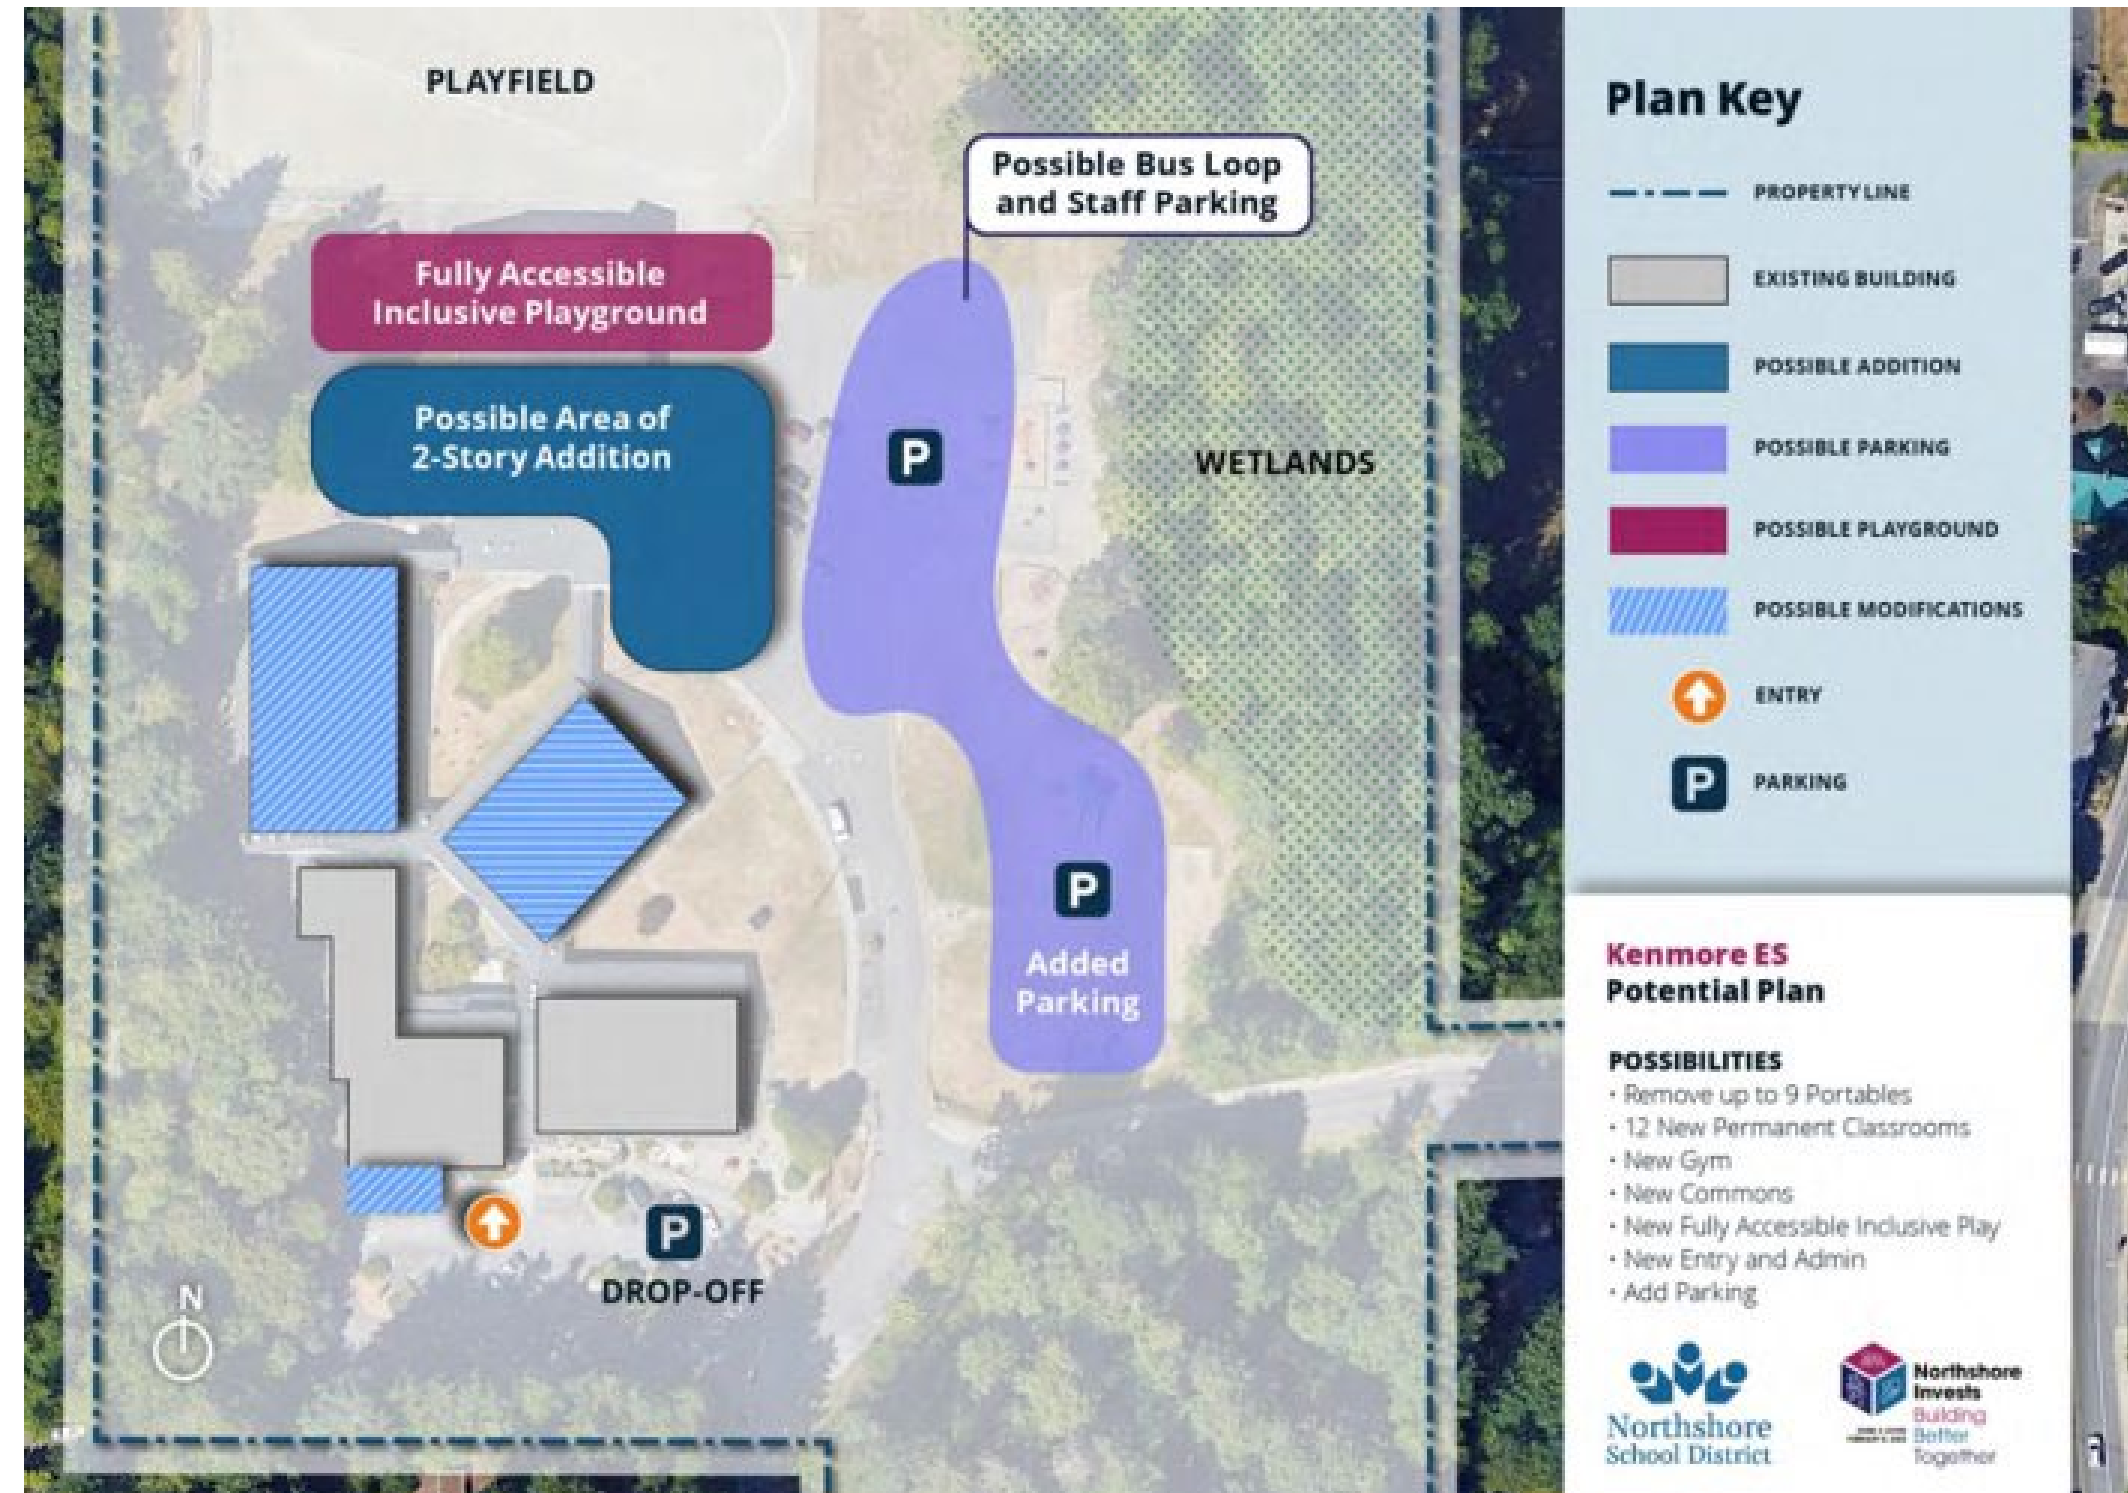 PLAYFIELD
Possible Bus Loop
and Staff Parking
Fully Accessible
Inclusive Playground
Possible Area of
2-Story Addition
P
WETLANDS
P
Added
Parking
P
DROP-OFF
N
Plan Key
PROPERTY LINE
EXISTING BUILDING
POSSIBLE ADDITION
POSSIBLE PARKING
POSSIBLE PLAYGROUND
POSSIBLE MODIFICATIONS
ENTRY
P PARKING
Kenmore ES
Potential Plan
POSSIBILITIES
• Remove up to 9 Portables
• 12 New Permanent Classrooms
• New Gym
• New Commons
• New Fully Accessible Inclusive Play
• New Entry and Admin
• Add Parking
Northshore
School District
Northshore
Invests
Building
Better
Together